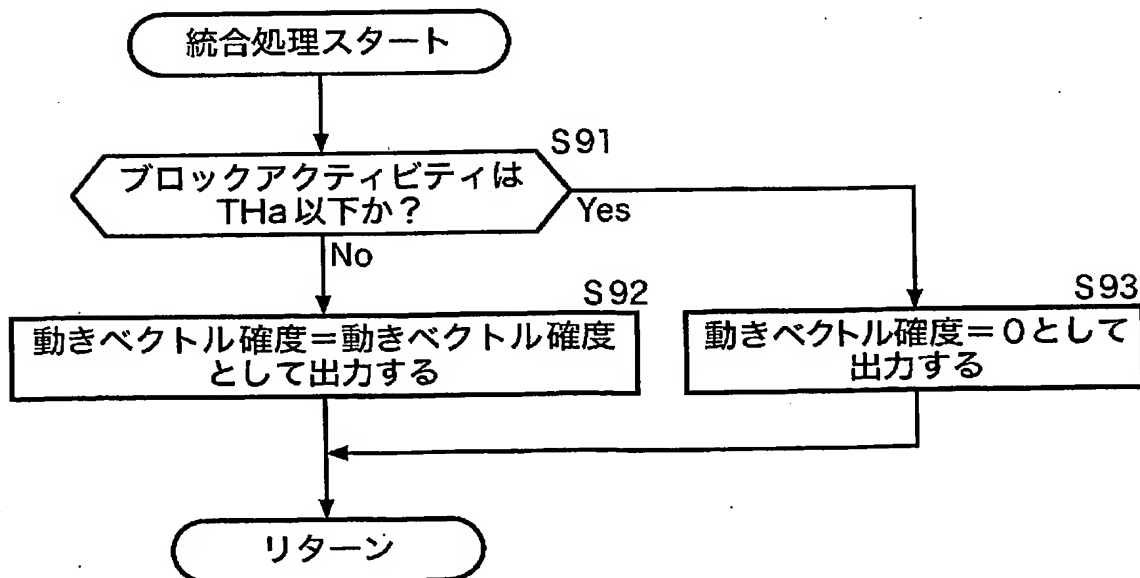 統合処理スタート
S91
ブロックアクティビティは
THa以下か?
Yes
No
S92
動きベクトル確度=動きベクトル確度
として出力する
S93
動きベクトル確度=0として
出力する
リターン